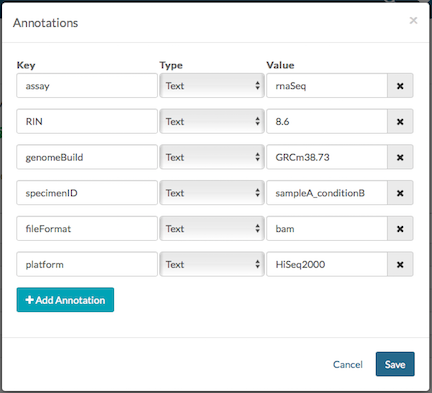 Annotations ×
Key Type Value
assay Text rnaSeq ✖
RIN Text 8.6 ✖
genomeBuild Text GRCm38.73 ✖
specimenID Text sampleA_conditionB ✖
fileFormat Text bam ✖
platform Text HiSeq2000 ✖
+ Add Annotation
Cancel Save